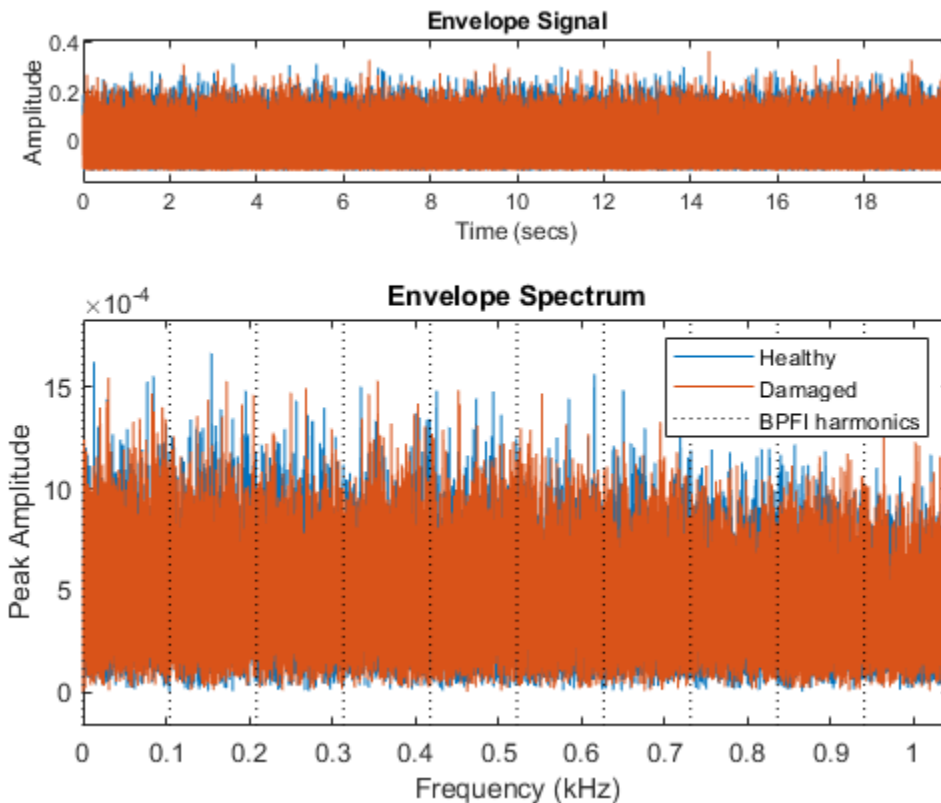 Envelope Signal
0.4
0.2
0
Amplitude
0 2 4 6 8 10 12 14 16 18
Time (secs)
×10⁻⁴
Envelope Spectrum
15
10
5
0
Peak Amplitude
Healthy
Damaged
BPFI harmonics
0 0.1 0.2 0.3 0.4 0.5 0.6 0.7 0.8 0.9 1
Frequency (kHz)